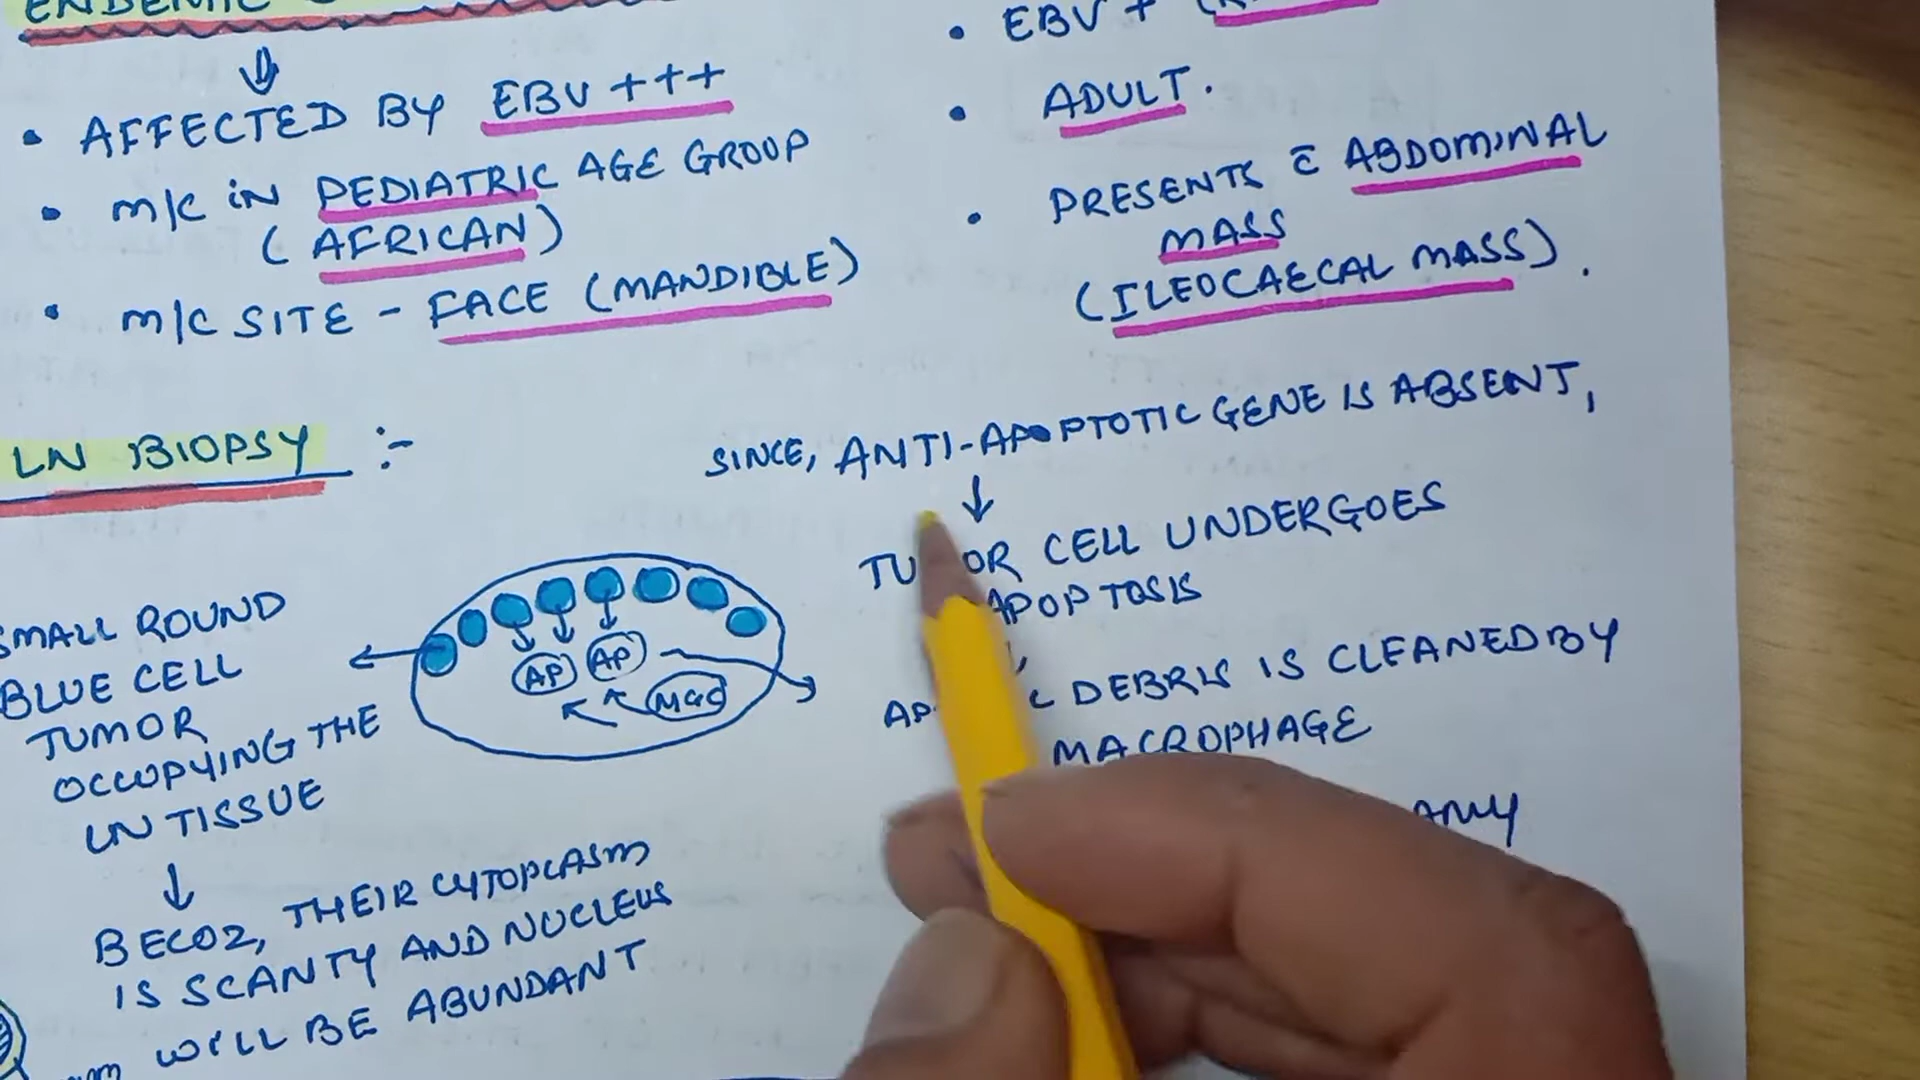 ENDEMIC
AFFECTED BY EBV +++
• M/C IN PEDIATRIC AGE GROUP
(AFRICAN)
• M/C SITE - FACE (MANDIBLE)
• EBV +
• ADULT.
• PRESENTS C̄ ABDOMINAL
MASS
(ILEOCAECAL MASS).
LN BIOPSY :-
SMALL ROUND
BLUE CELL
TUMOR
OCCUPYING THE
LN TISSUE
↓
BECOZ, THEIR CYTOPLASM
IS SCANTY AND NUCLEUS
WILL BE ABUNDANT
AP AP
MAC
SINCE, ANTI-APOPTOTIC GENE IS ABSENT,
↓
CELL UNDERGOES
APOPTOSIS
DEBRIS IS CLEANED BY
MACROPHAGE